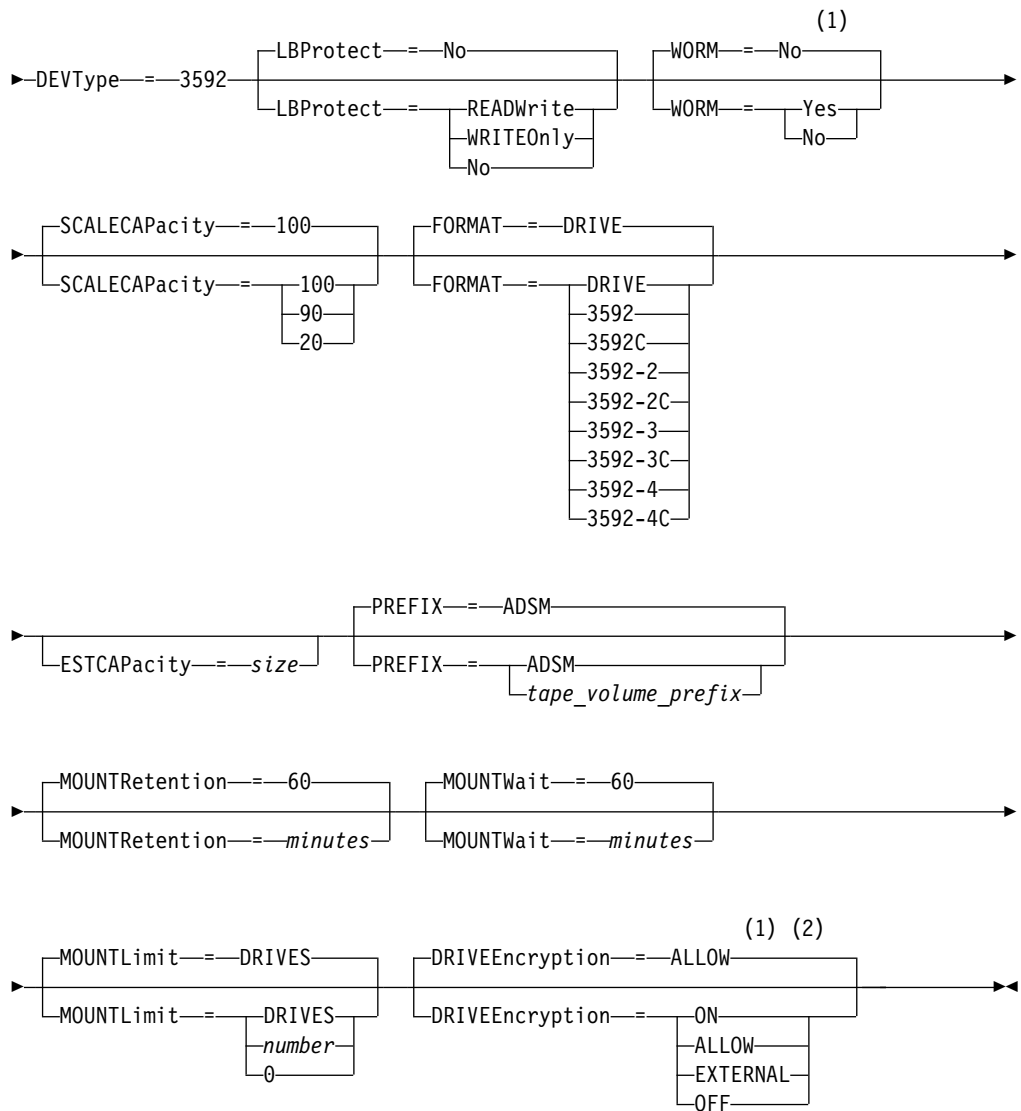 (1)
LBProtect = No WORM = No
DEVType = 3592
LBProtect = READWrite WORM = Yes
WRITEOnly No
No
SCALECAPacity = 100 FORMAT = DRIVE
SCALECAPacity = 100 FORMAT = DRIVE
90 3592
20 3592C
3592-2
3592-2C
3592-3
3592-3C
3592-4
3592-4C
PREFIX = ADSM
ESTCAPacity = size PREFIX = ADSM
tape_volume_prefix
MOUNTRetention = 60 MOUNTWait = 60
MOUNTRetention = minutes MOUNTWait = minutes
(1) (2)
MOUNTLimit = DRIVES DRIVEEncryption = ALLOW
MOUNTLimit = DRIVES DRIVEEncryption = ON
number ALLOW
0 EXTERNAL
OFF